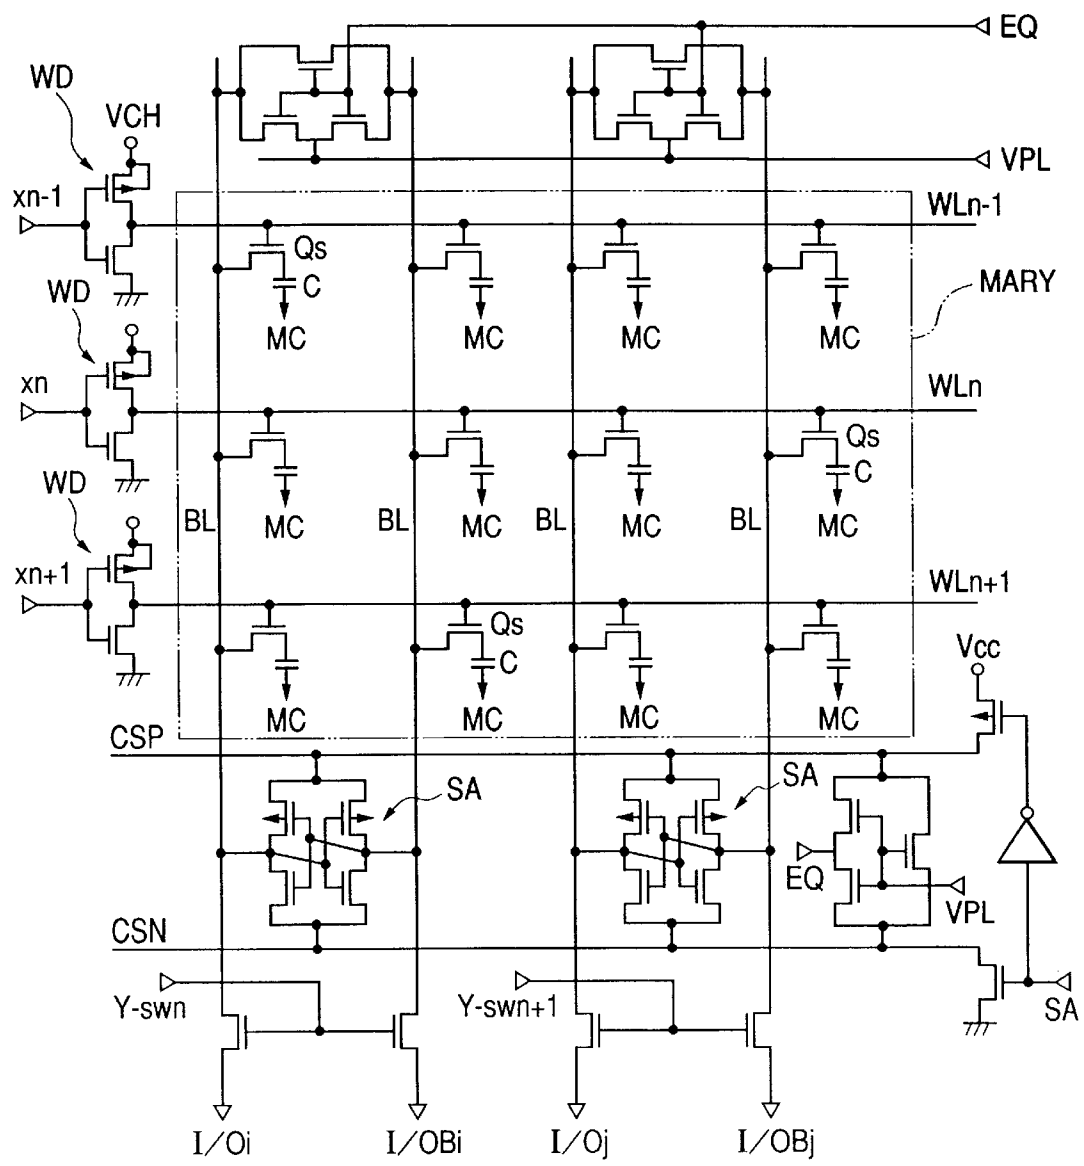 EQ
WD
VCH
VPL
xn-1
WLn-1
Qs
C
WD
MARY
MC MC MC MC
xn
WLn
Qs
C
WD
BL BL BL BL
MC MC MC MC
xn+1
WLn+1
Qs
C
Vcc
MC MC MC MC
CSP
SA SA
EQ
VPL
CSN
Y-swn Y-swn+1
SA
I/Oi I/OBi I/Oj I/OBj